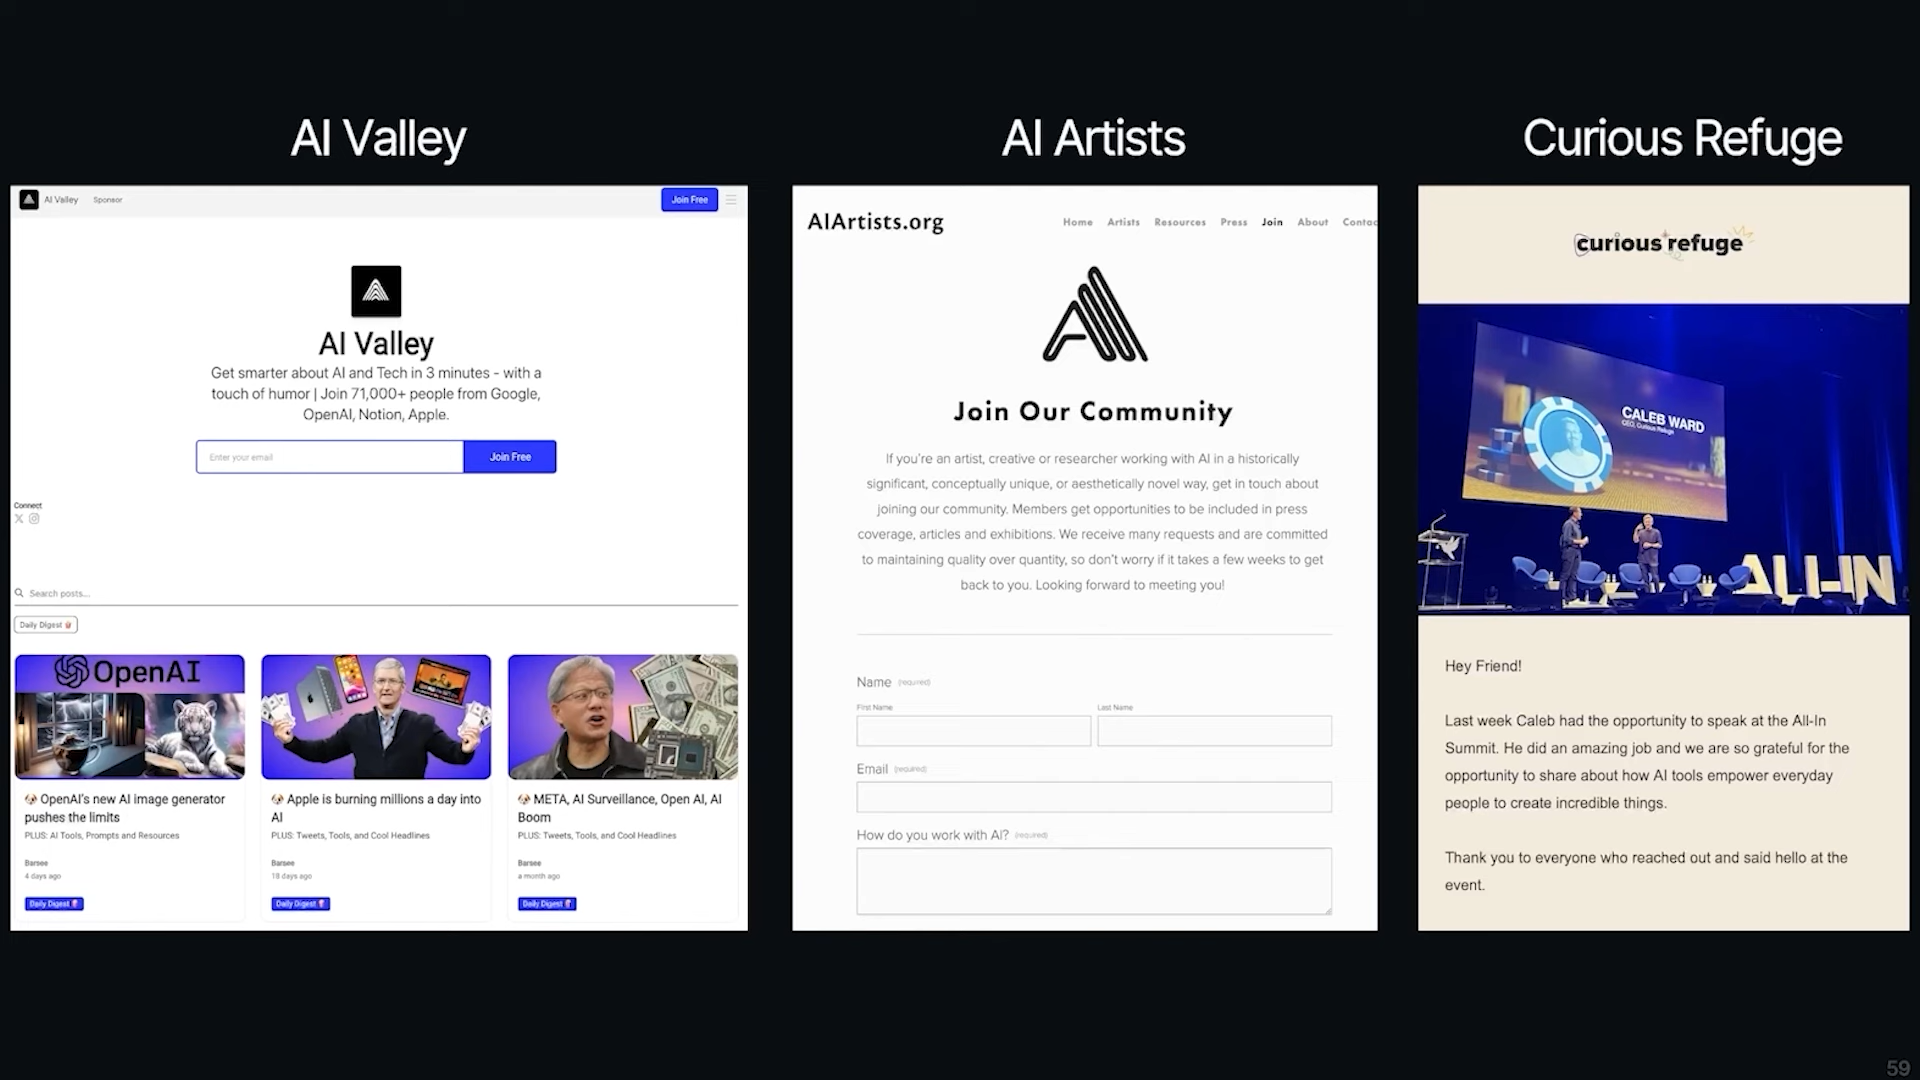 AI Valley
AI Valley
Sponsor
Join Free
AI Valley
Get smarter about AI and Tech in 3 minutes - with a
touch of humor | Join 71,000+ people from Google,
OpenAI, Notion, Apple.
Enter your email
Join Free
Connect
Search posts...
Daily Digest
OpenAI
OpenAI's new AI image generator
pushes the limits
PLUS: AI Tools, Prompts and Resources
Barsee
4 days ago
Daily Digest
Apple is burning millions a day into
AI
PLUS: Tweets, Tools, and Cool Headlines
Barsee
18 days ago
Daily Digest
META, AI Surveillance, Open AI, AI
Boom
PLUS: Tweets, Tools, and Cool Headlines
Barsee
a month ago
Daily Digest
AI Artists
AIArtists.org
Home
Artists
Resources
Press
Join
About
Contac
Join Our Community
If you're an artist, creative or researcher working with AI in a historically
significant, conceptually unique, or aesthetically novel way, get in touch about
joining our community. Members get opportunities to be included in press
coverage, articles and exhibitions. We receive many requests and are committed
to maintaining quality over quantity, so don't worry if it takes a few weeks to get
back to you. Looking forward to meeting you!
Name (required)
First Name
Last Name
Email (required)
How do you work with AI? (required)
Curious Refuge
curious refuge
CALEB WARD
CEO, Curious Refuge
ALL-IN
Hey Friend!
Last week Caleb had the opportunity to speak at the All-In
Summit. He did an amazing job and we are so grateful for the
opportunity to share about how AI tools empower everyday
people to create incredible things.
Thank you to everyone who reached out and said hello at the
event.
59